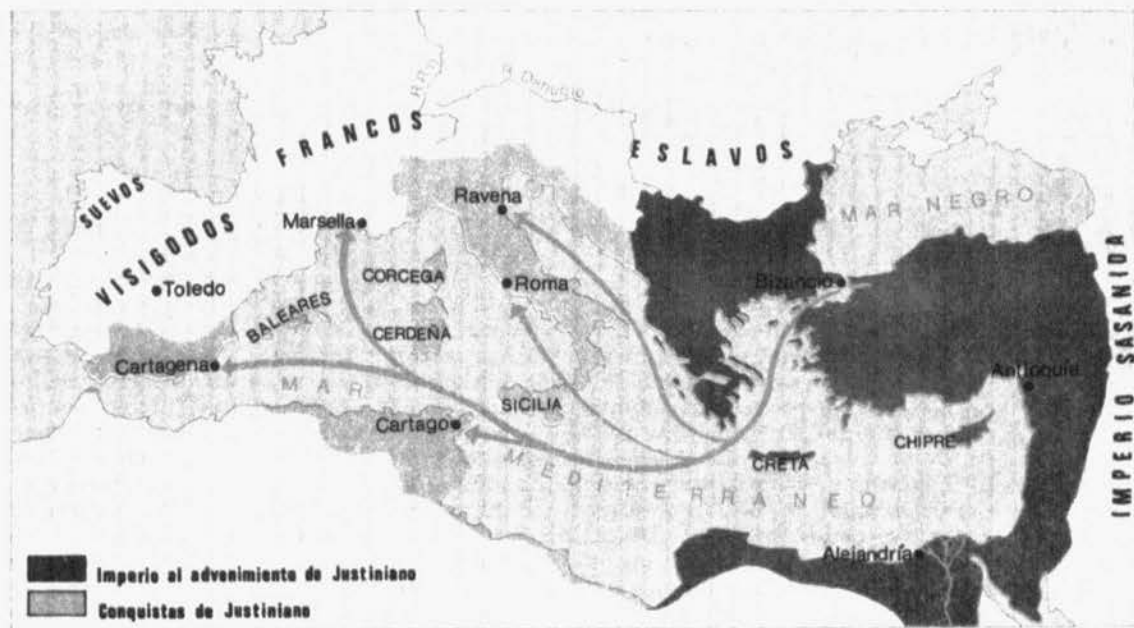 R. Danubio
FRANCOS
ESLAVOS
SUEVOS
Ravena
MAR NEGRO
Marsella
VISIGODOS
CORCEGA
Toledo
Roma
Bizancio
BALEARES
CERDEÑA
IMPERIO SASANIDA
Cartagena
Antioquía
MAR
SICILIA
Cartago
CHIPRE
CRETA
MEDITERRANEO
Alejandría
Imperio al advenimiento de Justiniano
Conquistas de Justiniano